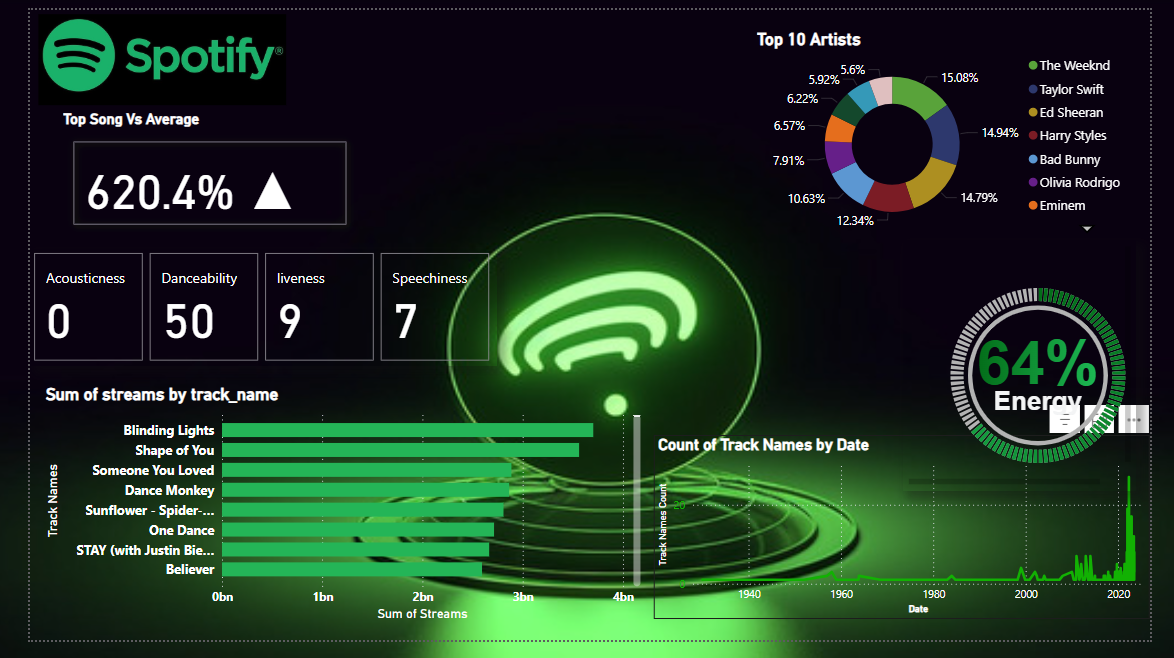 Spotify®
Top Song Vs Average
620.4%
Acousticness
0
Danceability
50
liveness
9
Speechiness
7
Top 10 Artists
15.08%
14.94%
14.79%
12.34%
10.63%
7.91%
6.57%
6.22%
5.92%
5.6%
The Weeknd
Taylor Swift
Ed Sheeran
Harry Styles
Bad Bunny
Olivia Rodrigo
Eminem
64%
Energy
Sum of streams by track_name
Track Names
Blinding Lights
Shape of You
Someone You Loved
Dance Monkey
Sunflower - Spider-...
One Dance
STAY (with Justin Bie...
Believer
0bn 1bn 2bn 3bn 4bn
Sum of Streams
Count of Track Names by Date
Track Names Count
20
0
1940 1960 1980 2000 2020
Date